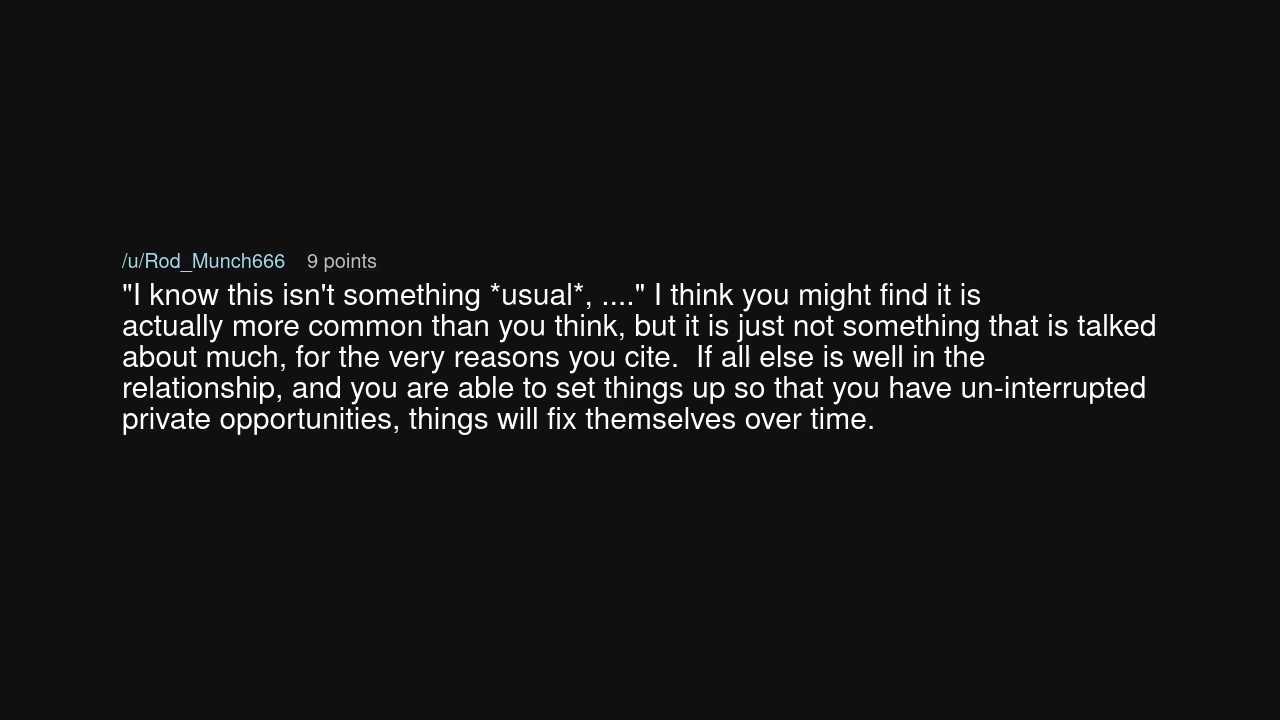 /u/Rod_Munch666 9 points
"I know this isn't something *usual*, ...." I think you might find it is
actually more common than you think, but it is just not something that is talked
about much, for the very reasons you cite.  If all else is well in the
relationship, and you are able to set things up so that you have un-interrupted
private opportunities, things will fix themselves over time.